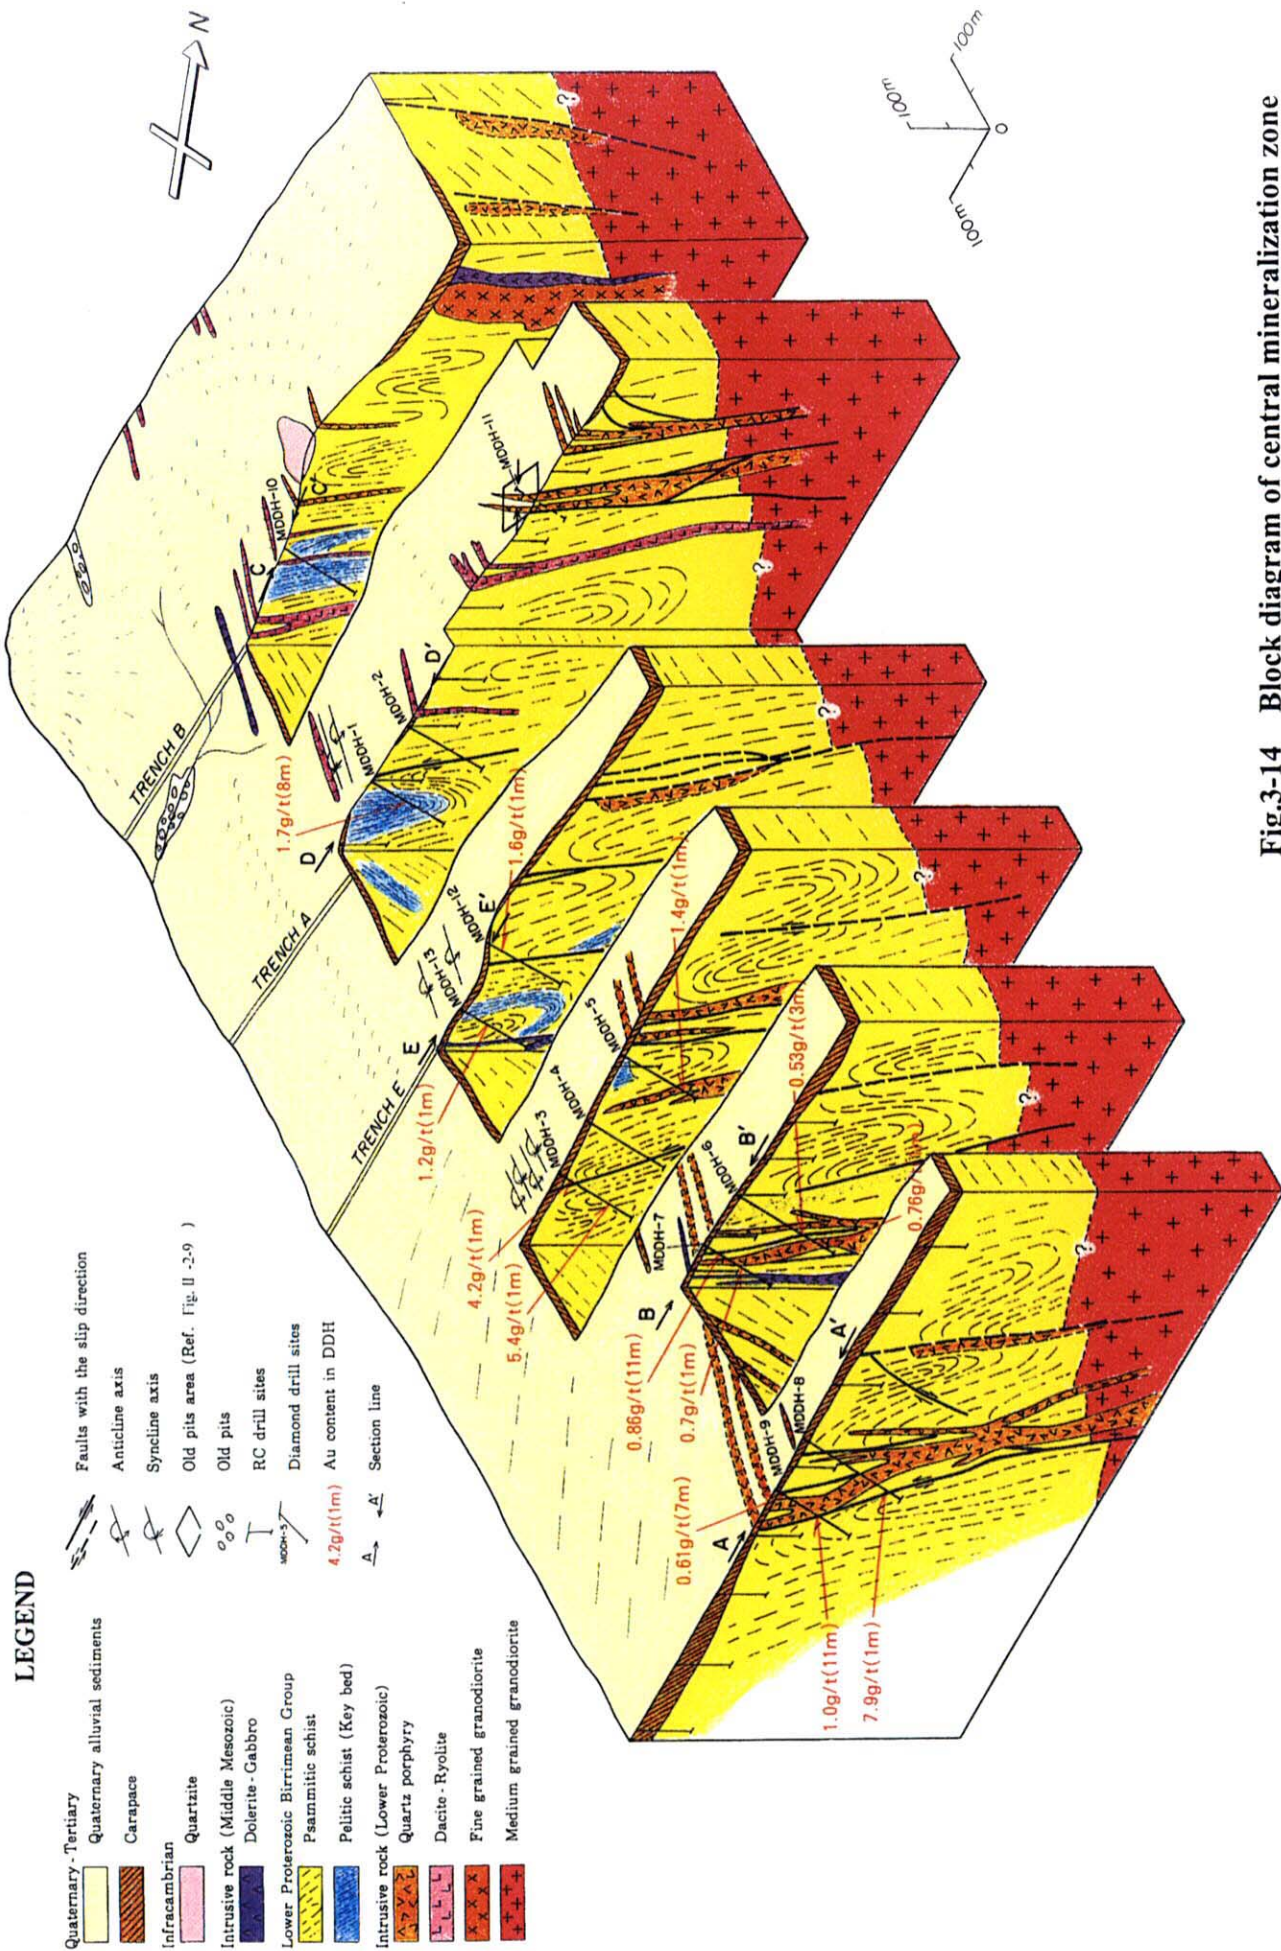 LEGEND
Quaternary - Tertiary
Quaternary alluvial sediments
Carapace
Infracambrian
Quartzite
Intrusive rock (Middle Mesozoic)
Dolerite - Gabbro
Lower Proterozoic Birrimean Group
Psammitic schist
Pelitic schist (Key bed)
Intrusive rock (Lower Proterozoic)
Quartz porphyry
Dacite - Ryolite
Fine grained granodiorite
Medium grained granodiorite
Faults with the slip direction
Anticline axis
Syncline axis
Old pits area (Ref. Fig. II -2-9 )
Old pits
RC drill sites
MDDH-5
Diamond drill sites
4.2g/t(1m)
Au content in DDH
A A'
Section line
N
TRENCH B
TRENCH A
TRENCH E
C
MDDH-10
C'
MDDH-11
D
1.7g/t(8m)
MDDH-1
MDDH-2
D'
E
1.2g/t(1m)
MDDH-13
MDDH-12
E'
1.6g/t(1m)
4.2g/t(1m)
5.4g/t(1m)
MDDH-3
MDDH-4
MDDH-5
1.4g/t(1m)
B
0.86g/t(11m)
0.7g/t(1m)
MDDH-7
MDDH-6
B'
0.53g/t(3m)
0.76g/t
A
0.61g/t(7m)
1.0g/t(11m)
7.9g/t(1m)
MDDH-9
MDDH-8
A'
?
?
?
?
?
?
100m
100m
100m
0
Fig.3-14 Block diagram of central mineralization zone